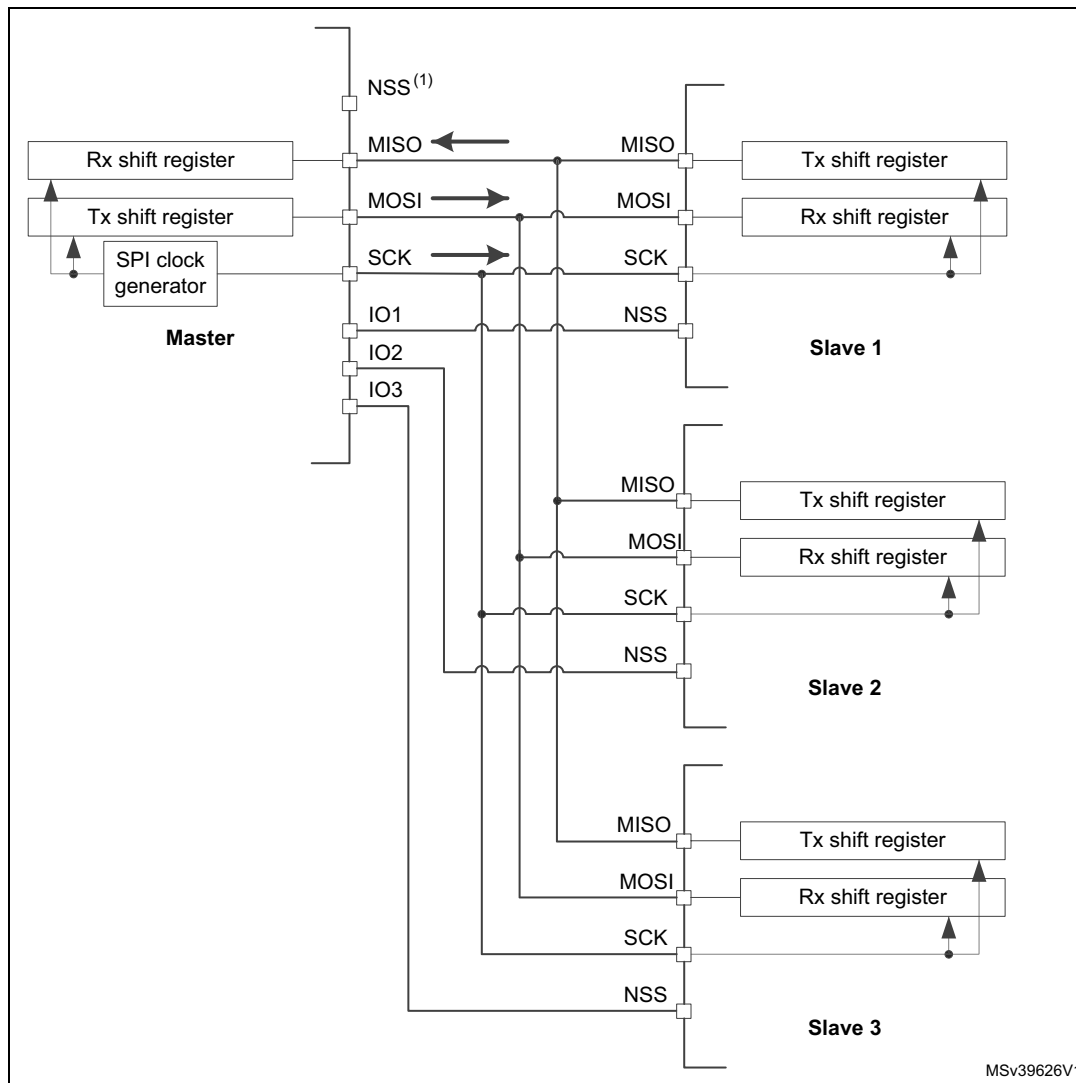 NSS(1)
MISO
MISO
Rx shift register
Tx shift register
MOSI
MOSI
Tx shift register
Rx shift register
SCK
SCK
SPI clock
generator
IO1
NSS
Master
Slave 1
IO2
IO3
MISO
Tx shift register
MOSI
Rx shift register
SCK
NSS
Slave 2
MISO
Tx shift register
MOSI
Rx shift register
SCK
NSS
Slave 3
MSv39626V1